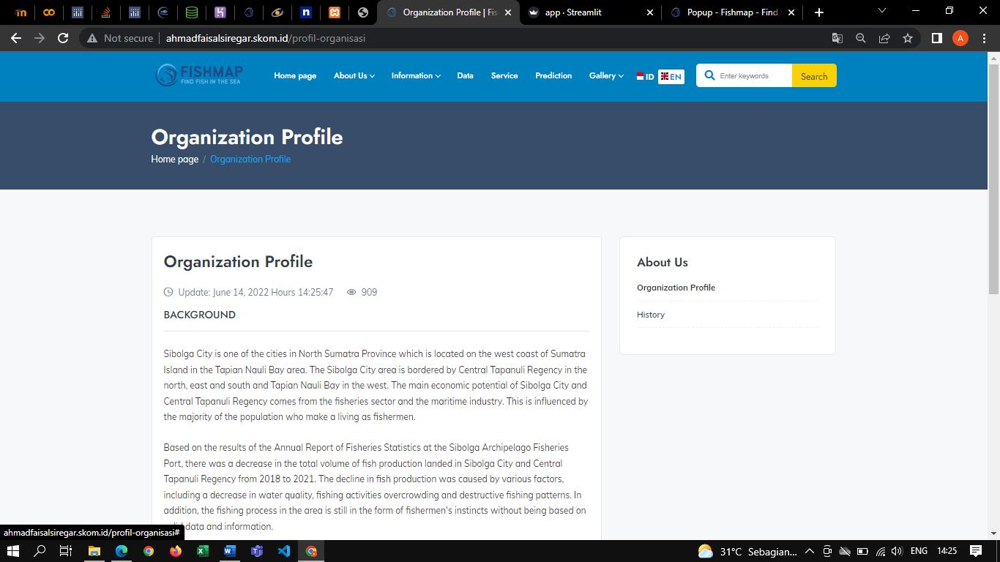 Organization Profile | Fis
app · Streamlit
Popup - Fishmap - Find
Not secure
ahmadfaisalsiregar.skom.id/profil-organisasi
A
FISHMAP
FIND FISH IN THE SEA
Home page
About Us
Information
Data
Service
Prediction
Gallery
ID
EN
Enter keywords
Search
Organization Profile
Home page / Organization Profile
Organization Profile
Update: June 14, 2022 Hours 14:25:47
909
BACKGROUND
Sibolga City is one of the cities in North Sumatra Province which is located on the west coast of Sumatra
Island in the Tapian Nauli Bay area. The Sibolga City area is bordered by Central Tapanuli Regency in the
north, east and south and Tapian Nauli Bay in the west. The main economic potential of Sibolga City and
Central Tapanuli Regency comes from the fisheries sector and the maritime industry. This is influenced by
the majority of the population who make a living as fishermen.
Based on the results of the Annual Report of Fisheries Statistics at the Sibolga Archipelago Fisheries
Port, there was a decrease in the total volume of fish production landed in Sibolga City and Central
Tapanuli Regency from 2018 to 2021. The decline in fish production was caused by various factors,
including a decrease in water quality, fishing activities overcrowding and destructive fishing patterns. In
addition, the fishing process in the area is still in the form of fishermen's instincts without being based on
data and information.
About Us
Organization Profile
History
ahmadfaisalsiregar.skom.id/profil-organisasi#
31°C Sebagian...
ENG
14:25